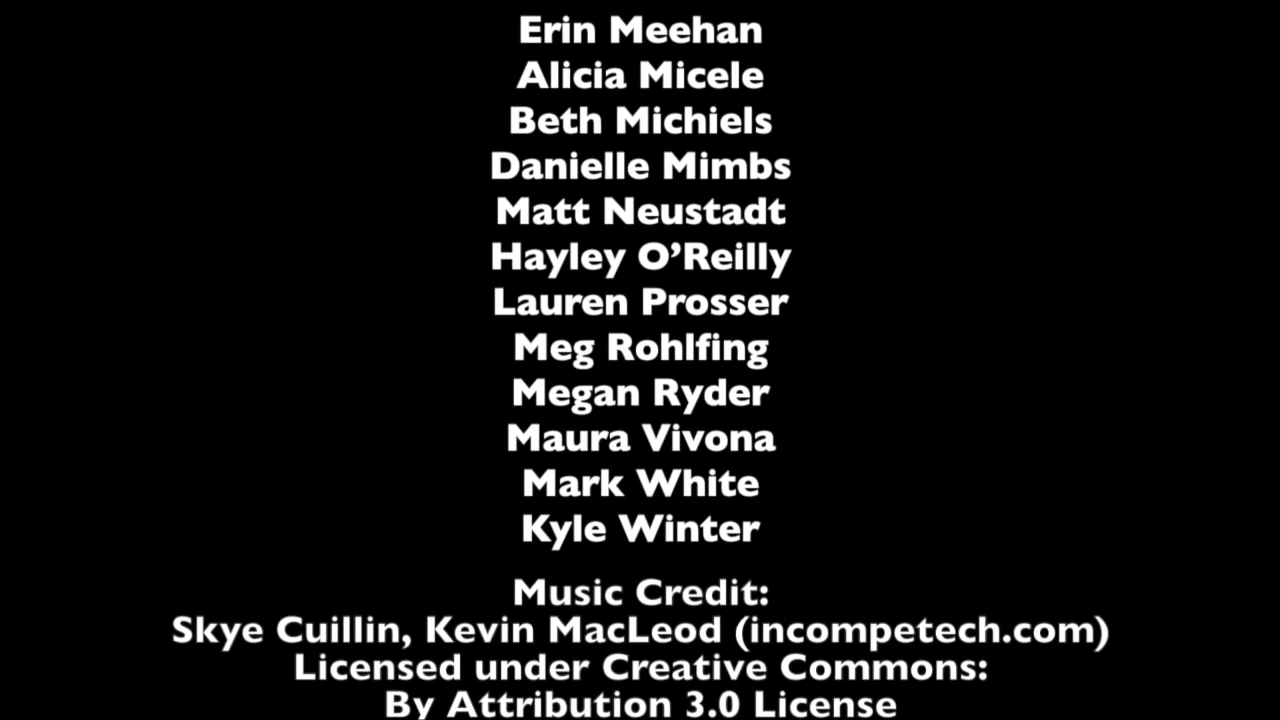 Erin Meehan
Alicia Micele
Beth Michiels
Danielle Mimbs
Matt Neustadt
Hayley O’Reilly
Lauren Prosser
Meg Rohlfing
Megan Ryder
Maura Vivona
Mark White
Kyle Winter
Music Credit:
Skye Cuillin, Kevin MacLeod (incompetech.com)
Licensed under Creative Commons:
By Attribution 3.0 License